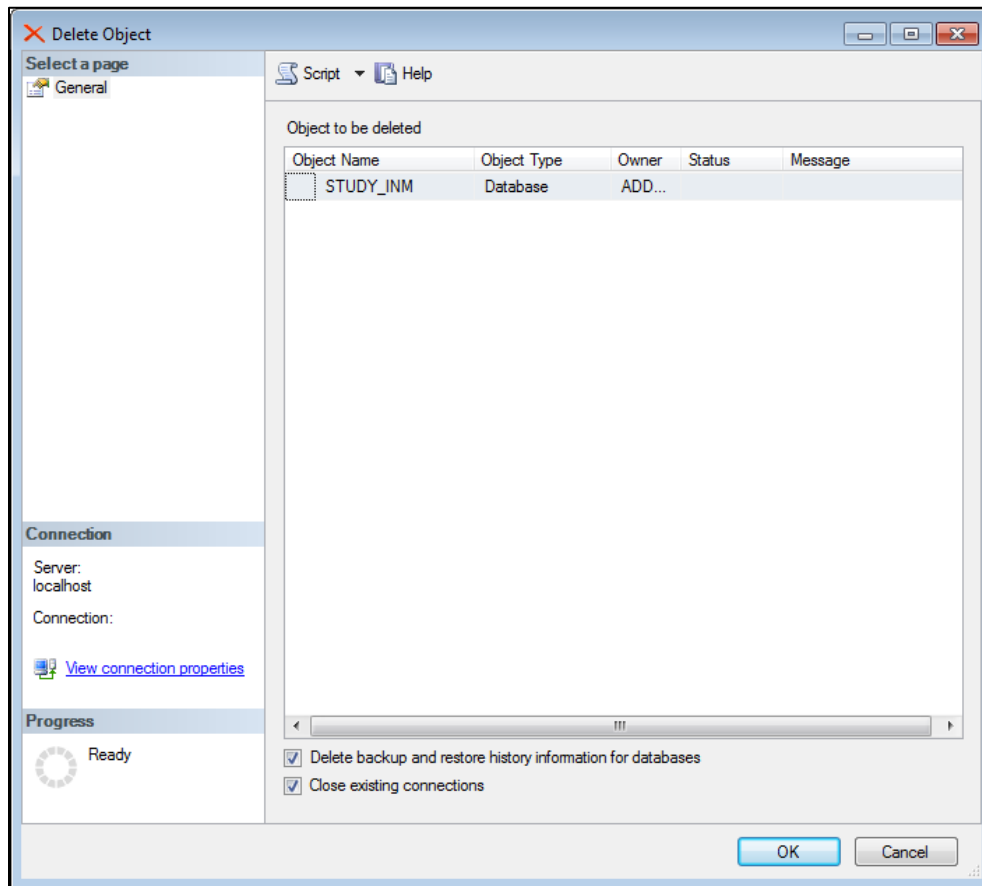 Delete Object
Select a page
General
Script Help
Object to be deleted
Object Name Object Type Owner Status Message
STUDY_INM Database ADD...
Connection
Server:
localhost
Connection:
View connection properties
Progress
Ready
Delete backup and restore history information for databases
Close existing connections
OK Cancel